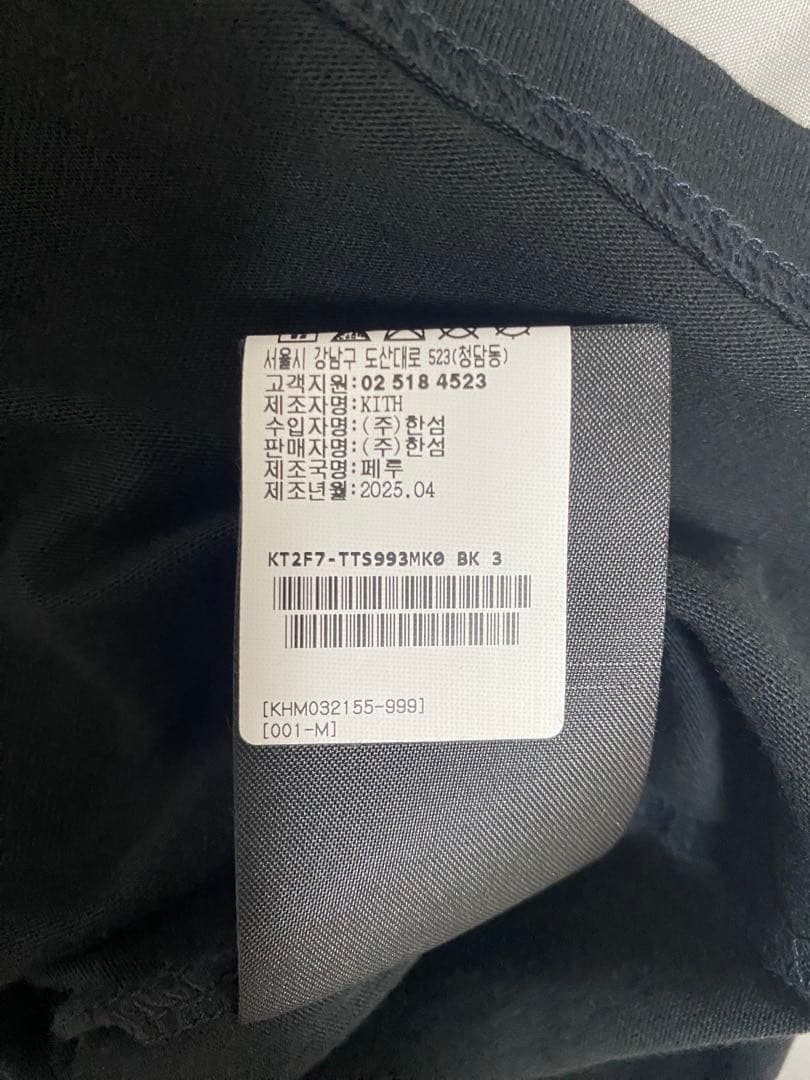 서울시 강남구 도산대로 523(청담동)
고객지원:02 518 4523
제조자명:KITH
수입자명:(주)한섬
판매자명:(주)한섬
제조국명:페루
제조년월:2025.04
KT2F7-TTS993MK0 BK 3
[KHM032155-999]
[001-M]